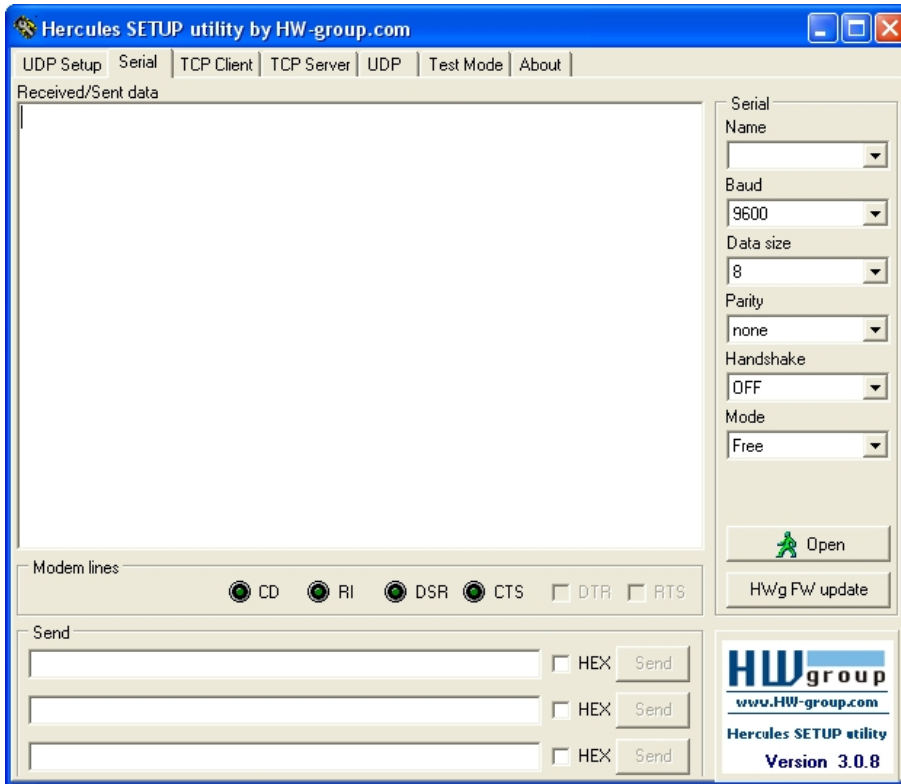 Hercules SETUP utility by HW-group.com
UDP Setup Serial TCP Client TCP Server UDP Test Mode About
Received/Sent data
Serial
Name
Baud
9600
Data size
8
Parity
none
Handshake
OFF
Mode
Free
Open
HWg FW update
Modem lines
CD RI DSR CTS DTR RTS
Send
HEX Send
HEX Send
HEX Send
HWgroup
www.HW-group.com
Hercules SETUP utility
Version 3.0.8